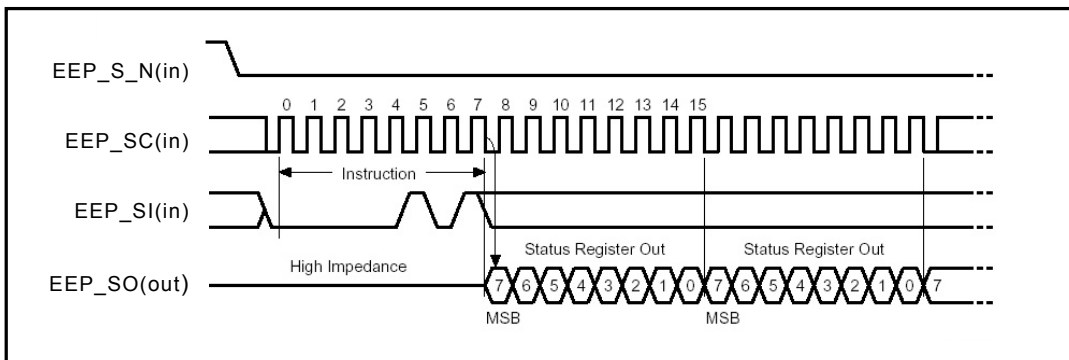 EEP_S_N(in)
0 1 2 3 4 5 6 7 8 9 10 11 12 13 14 15
EEP_SC(in)
Instruction
EEP_SI(in)
Status Register Out Status Register Out
High Impedance
EEP_SO(out)
7 6 5 4 3 2 1 0 7 6 5 4 3 2 1 0 7
MSB MSB